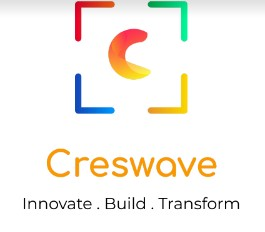 Creswave
Innovate . Build . Transform